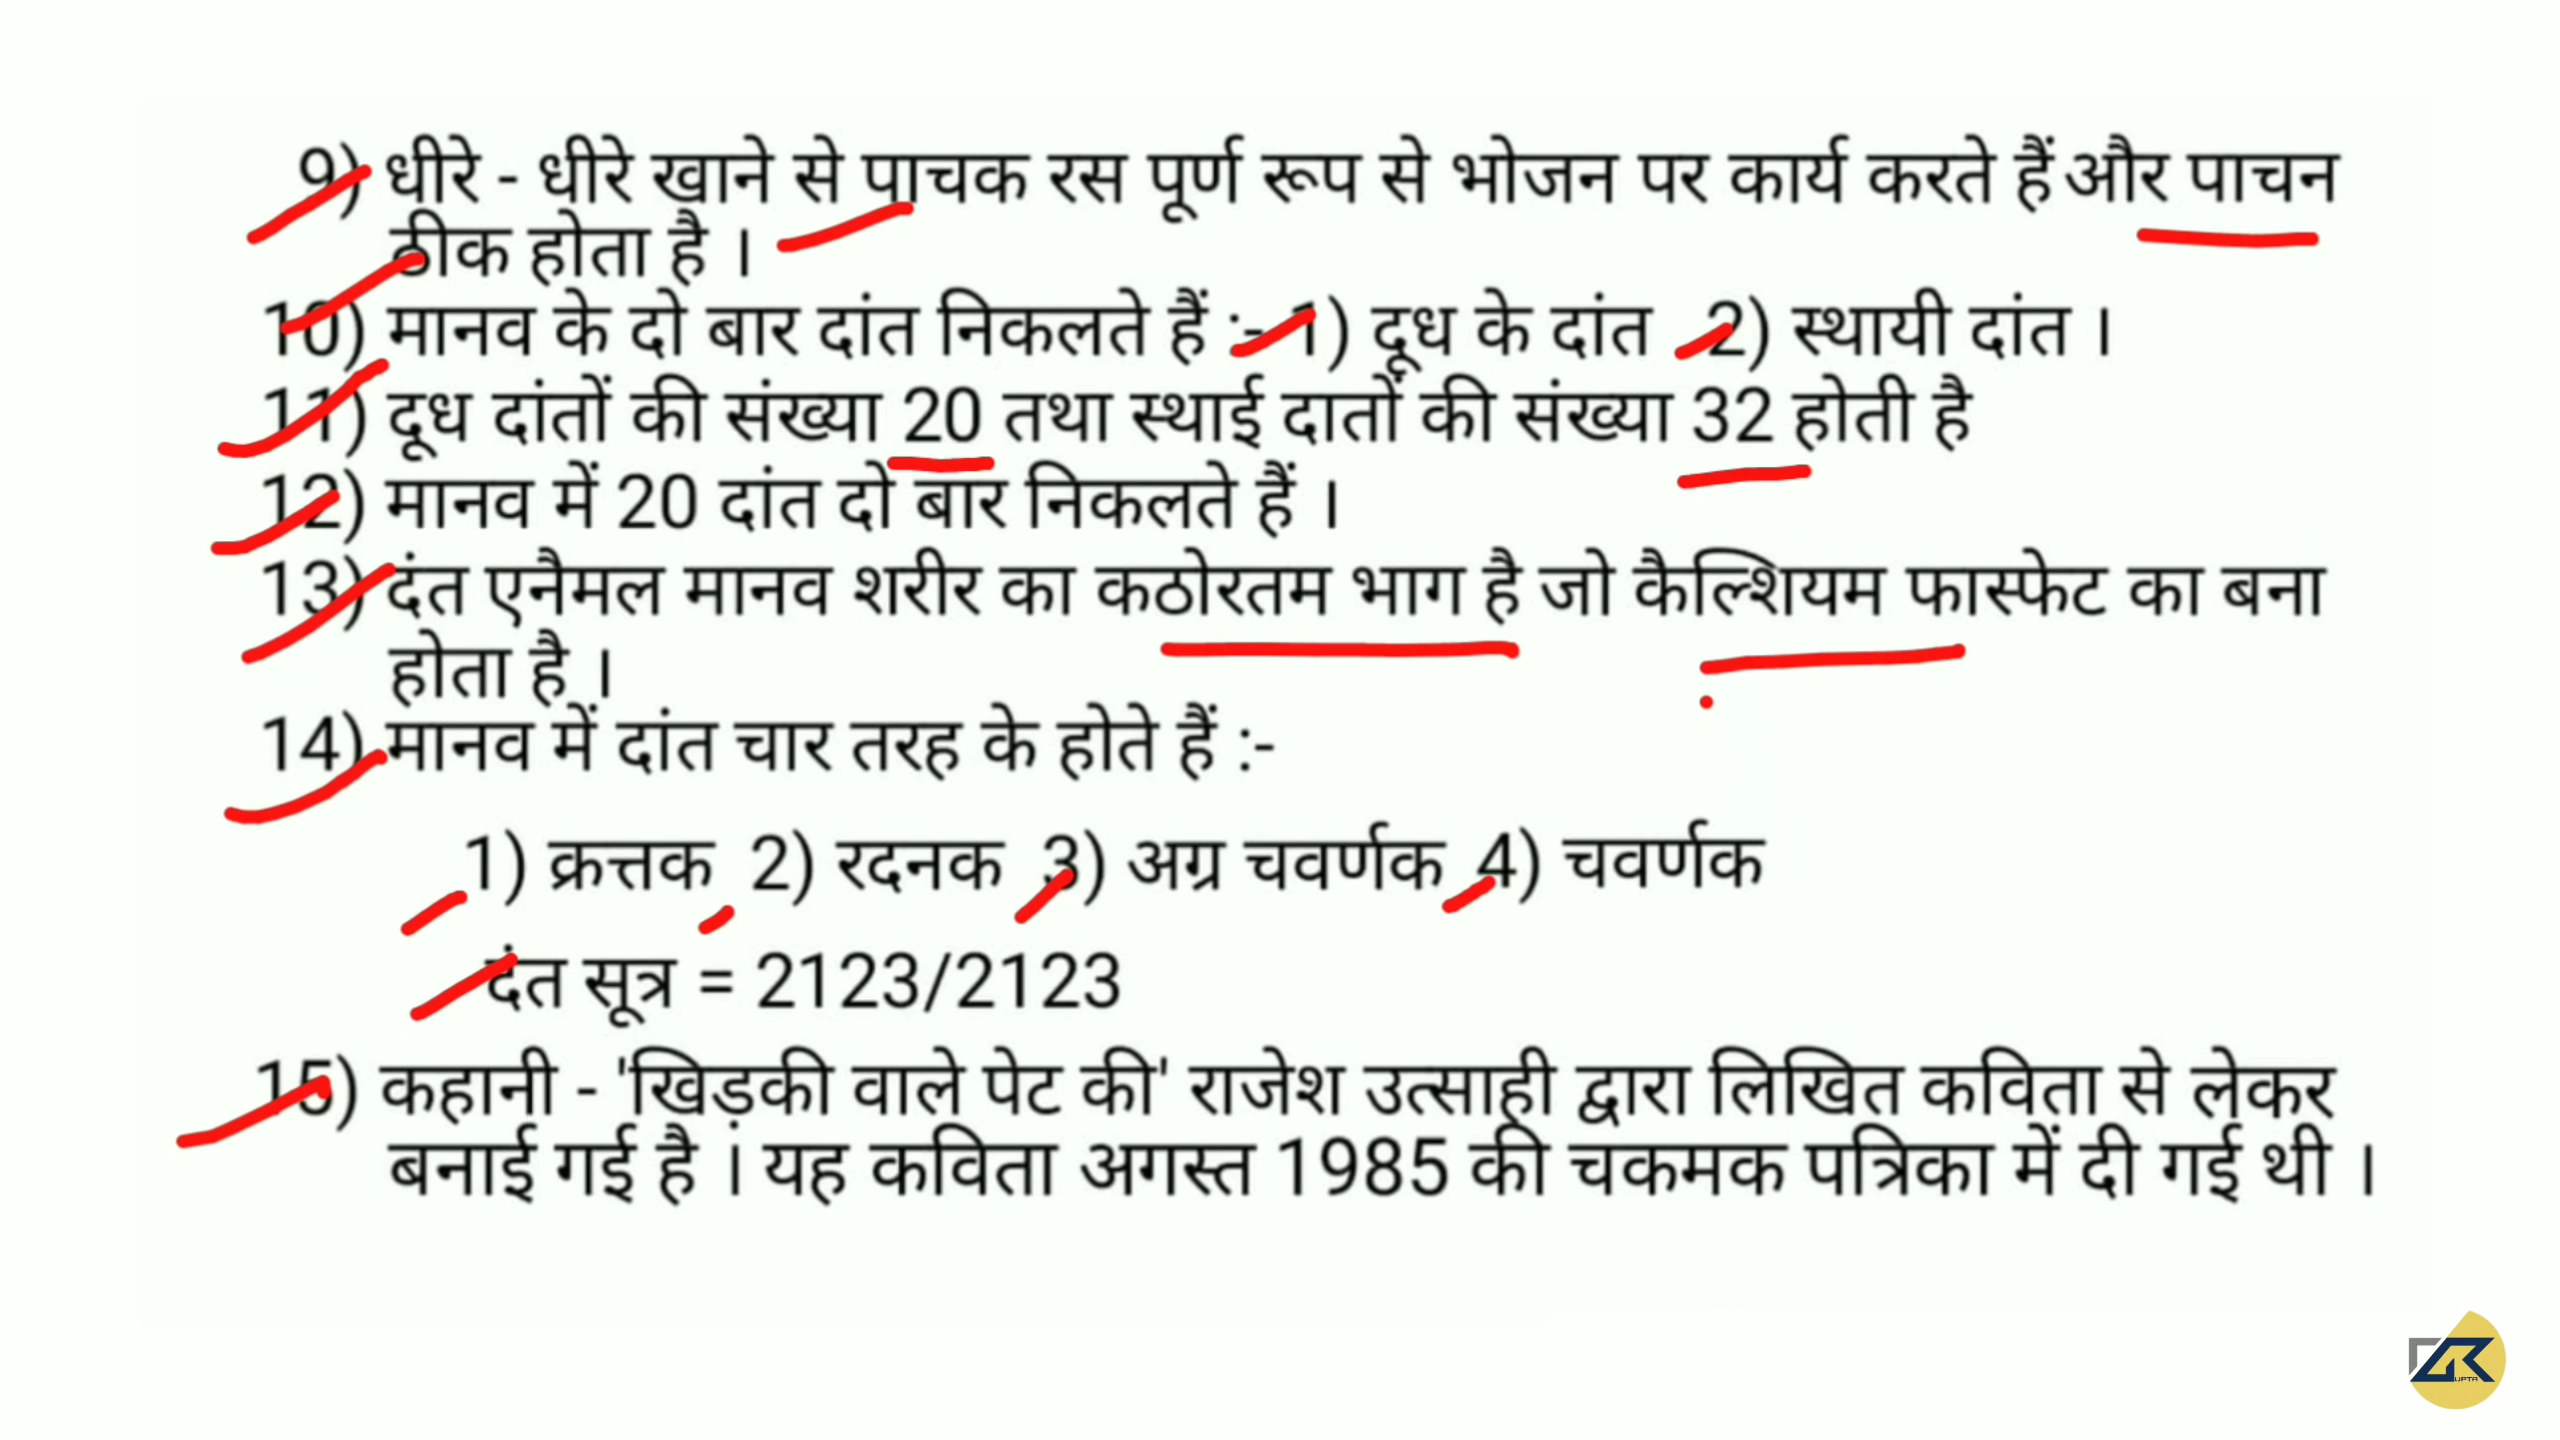 9) धीरे - धीरे खाने से पाचक रस पूर्ण रूप से भोजन पर कार्य करते हैं और पाचन
ठीक होता है ।
10) मानव के दो बार दांत निकलते हैं :- 1) दूध के दांत 2) स्थायी दांत ।
11) दूध दांतों की संख्या 20 तथा स्थाई दातों की संख्या 32 होती है
12) मानव में 20 दांत दो बार निकलते हैं ।
13) दंत एनैमल मानव शरीर का कठोरतम भाग है जो कैल्शियम फास्फेट का बना
होता है ।
14) मानव में दांत चार तरह के होते हैं :-
1) क्रत्तक 2) रदनक 3) अग्र चवर्णक 4) चवर्णक
दंत सूत्र = 2123/2123
15) कहानी - 'खिडकी वाले पेट की' राजेश उत्साही द्वारा लिखित कविता से लेकर
बनाई गई है । यह कविता अगस्त 1985 की चकमक पत्रिका में दी गई थी ।
UPTA